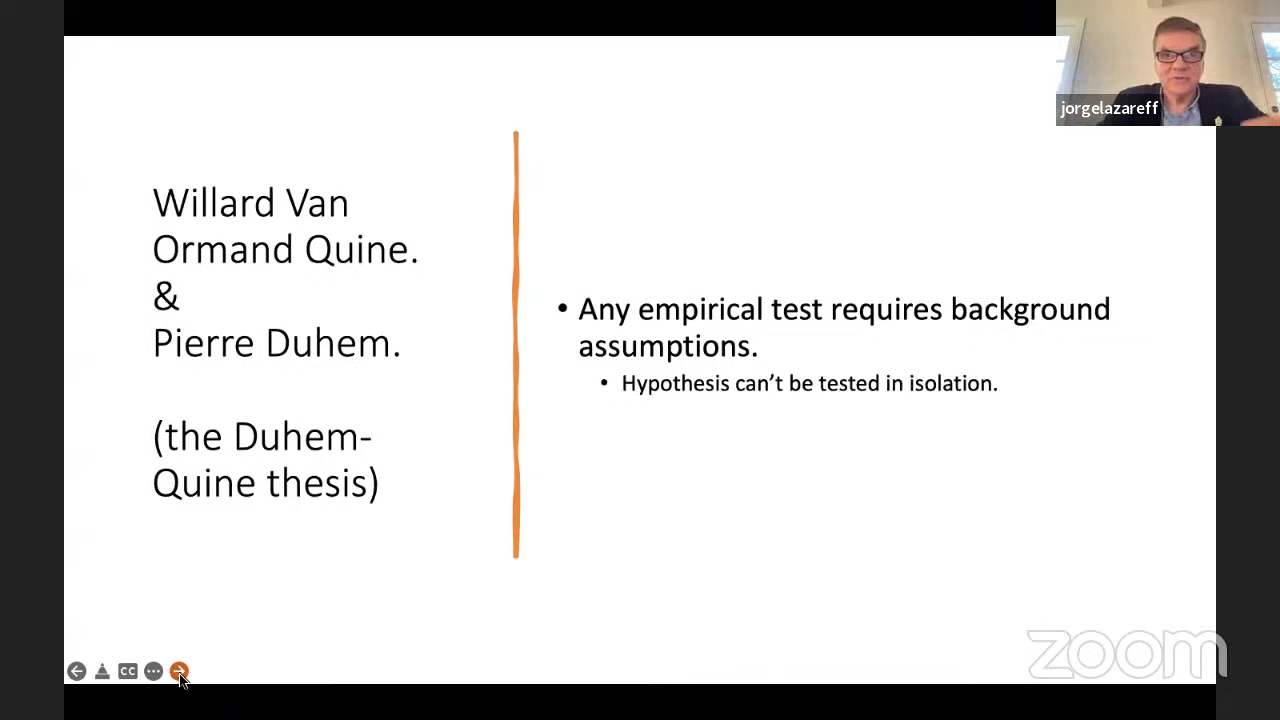 jorgelazareff
Willard Van
Ormand Quine.
&
Pierre Duhem.
(the Duhem-
Quine thesis)
• Any empirical test requires background
assumptions.
• Hypothesis can’t be tested in isolation.
CC
zoom